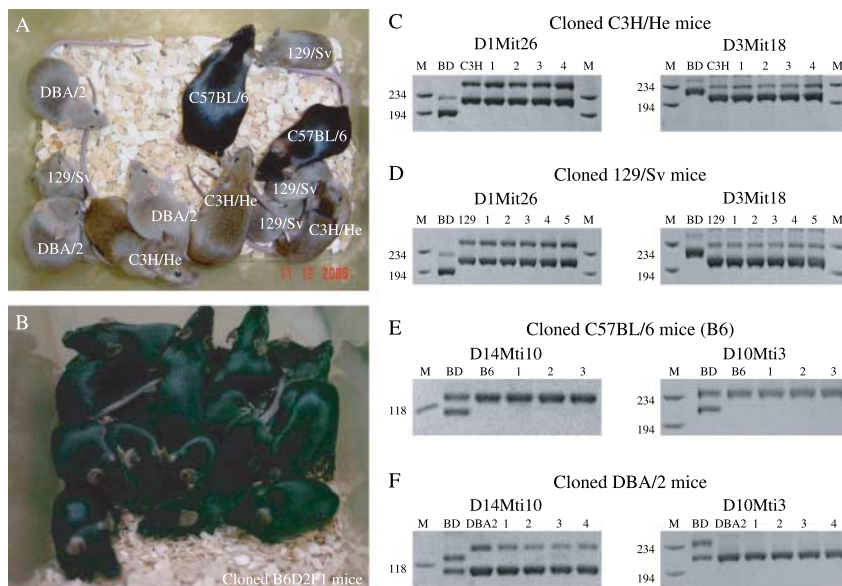 A
129/Sv
DBA/2
C57BL/6
C57BL/6
129/Sv
129/Sv
DBA/2
C3H/He
129/Sv
DBA/2
C3H/He
C3H/He
11 12 2006
B
Cloned B6D2F1 mice
C
Cloned C3H/He mice
D1Mit26
D3Mit18
M BD C3H 1 2 3 4
BD C3H 1 2 3 4 M
234
194
234
194
D
Cloned 129/Sv mice
D1Mit26
D3Mit18
M BD 129 1 2 3 4 5 M
BD 129 1 2 3 4 5 M
234
194
234
194
E
Cloned C57BL/6 mice (B6)
D14Mti10
D10Mti3
M BD B6 1 2 3
M BD B6 1 2 3
118
234
194
F
Cloned DBA/2 mice
D14Mti10
D10Mti3
M BD DBA2 1 2 3 4
M BD DBA2 1 2 3 4
118
234
194